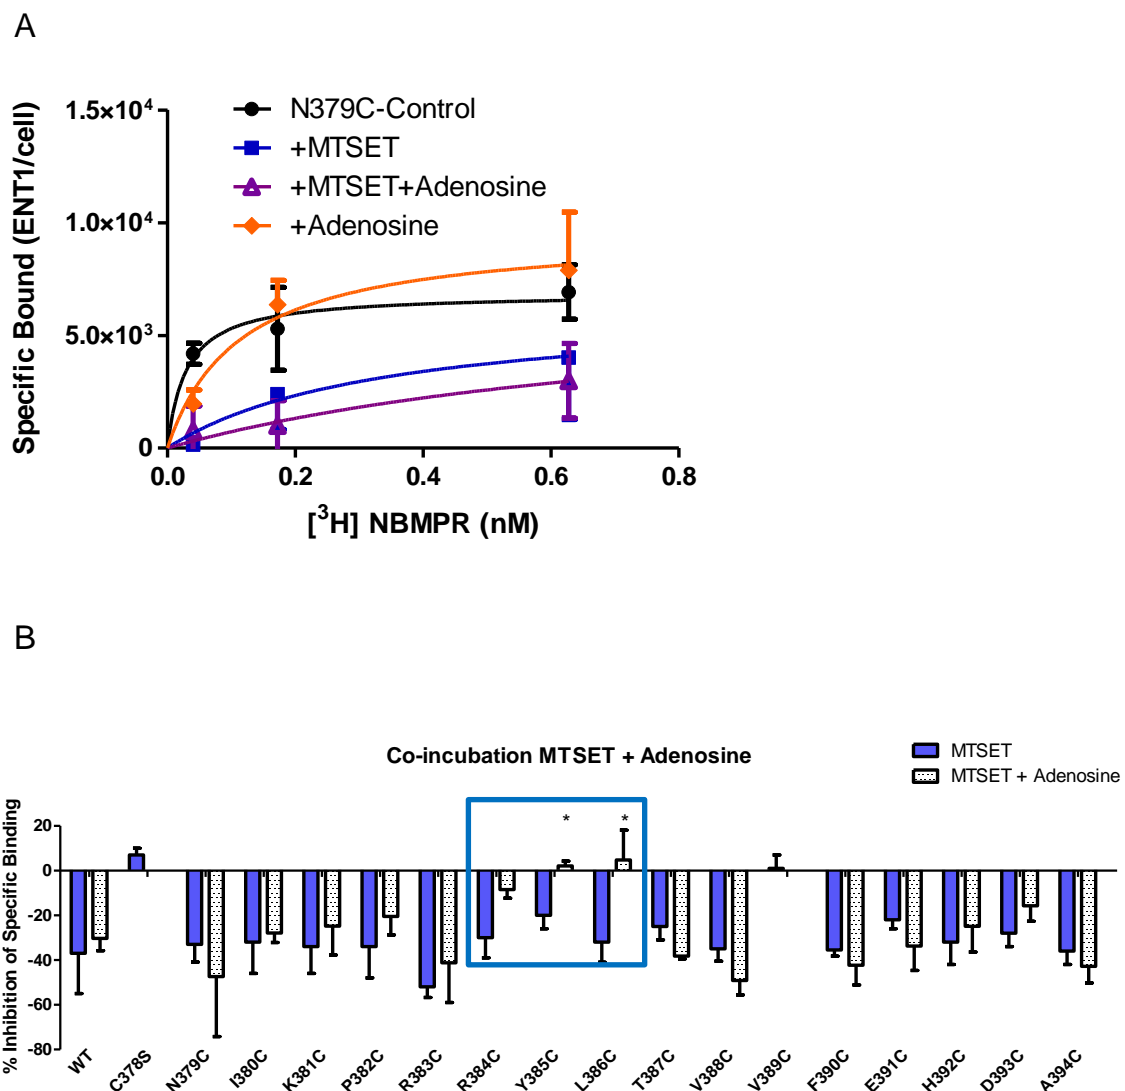 A
1.5×10⁴
1.0×10⁴
5.0×10³
0
Specific Bound (ENT1/cell)
N379C-Control
+MTSET
+MTSET+Adenosine
+Adenosine
0.0 0.2 0.4 0.6 0.8
[³H] NBMPR (nM)
B
Co-incubation MTSET + Adenosine
MTSET
MTSET + Adenosine
% Inhibition of Specific Binding
20
0
-20
-40
-60
-80
* *
WT C378S N379C I380C K381C P382C R383C R384C Y385C L386C T387C V388C V389C F390C E391C H392C D393C A394C